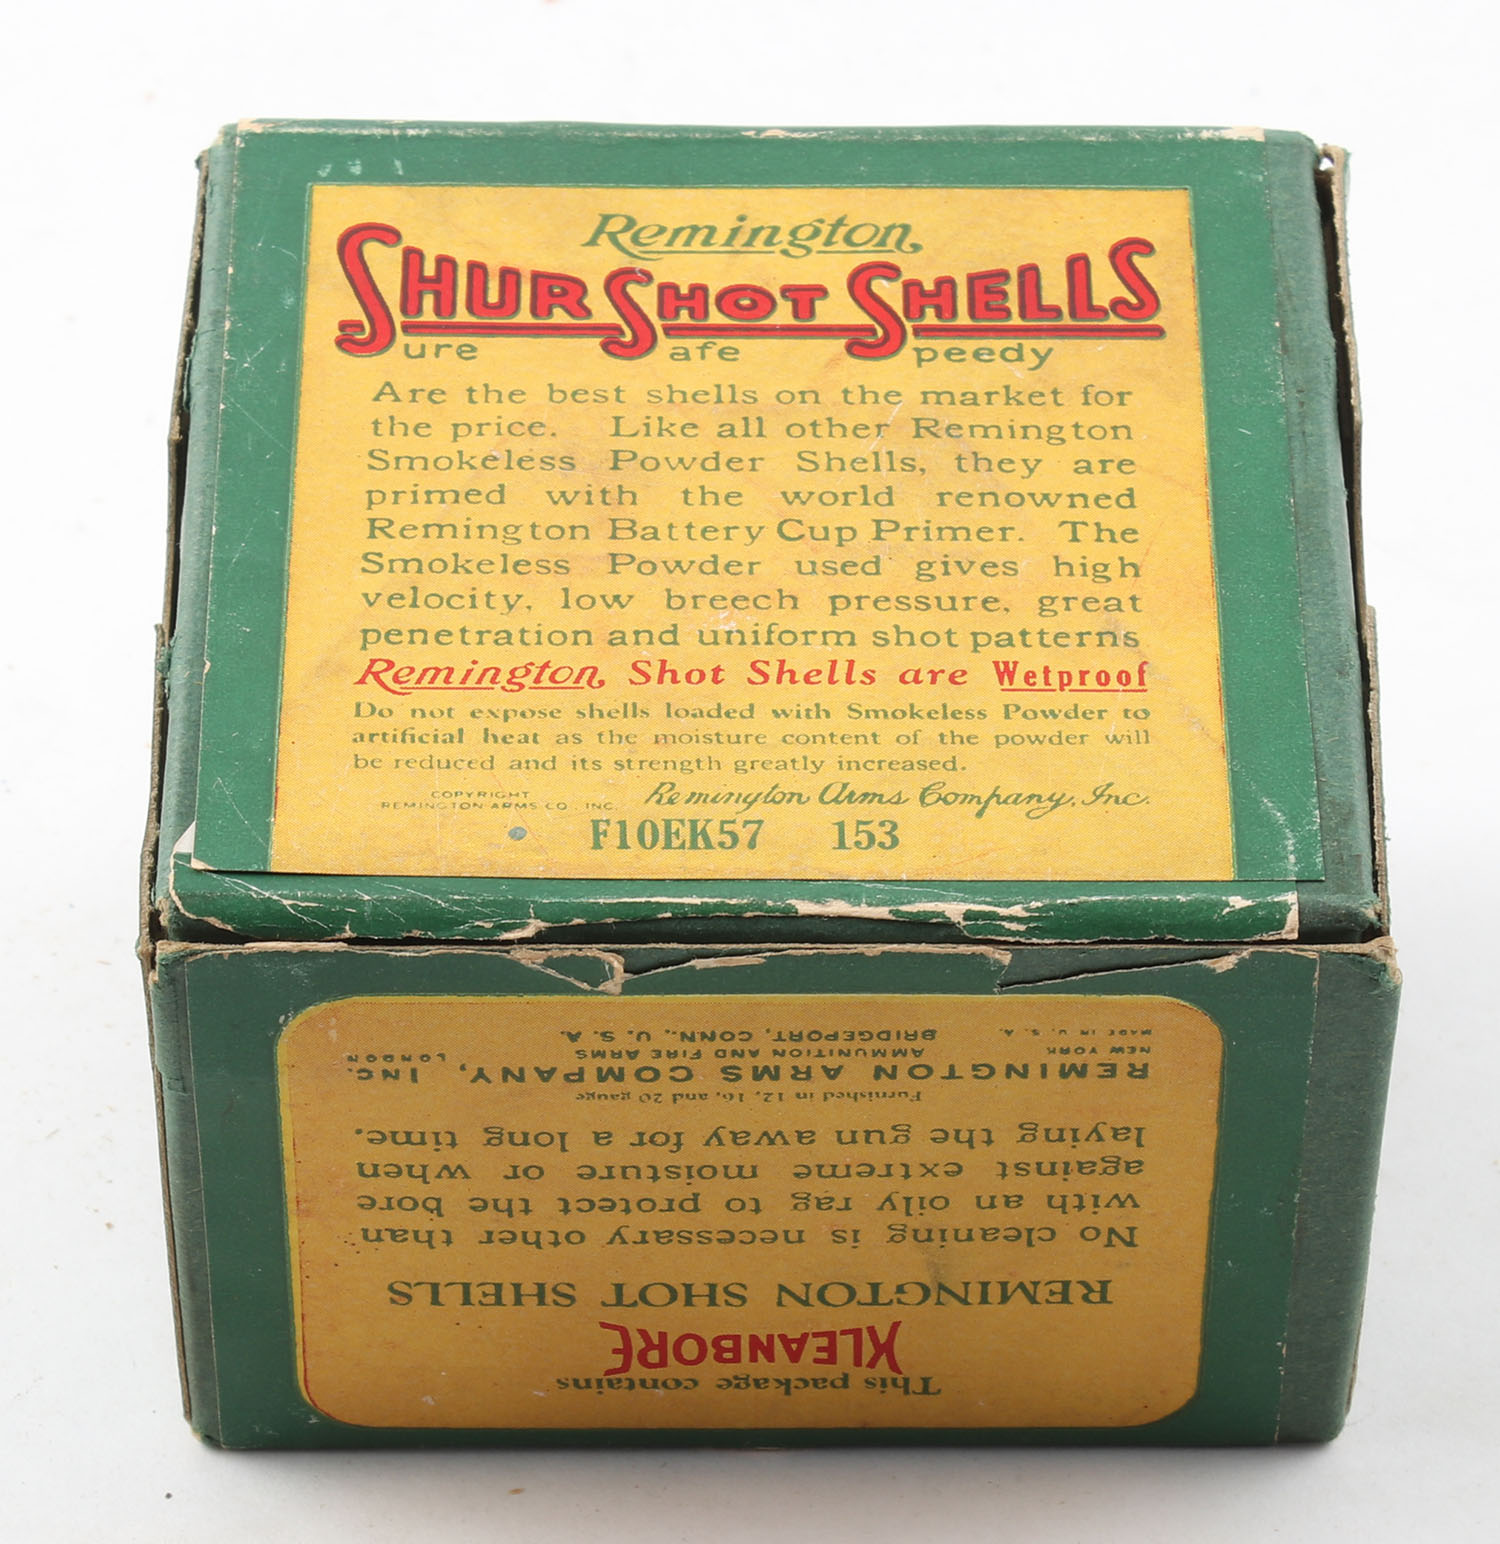 Remington,
SHUR SHOT SHELLS
ure afe peedy
Are the best shells on the market for
the price. Like all other Remington
Smokeless Powder Shells, they are
primed with the world renowned
Remington Battery Cup Primer. The
Smokeless Powder used gives high
velocity, low breech pressure, great
penetration and uniform shot patterns
Remington, Shot Shells are Wetproof
Do not expose shells loaded with Smokeless Powder to
artificial heat as the moisture content of the powder will
be reduced and its strength greatly increased.
COPYRIGHT
REMINGTON ARMS CO. INC.
Remington Arms Company, Inc.
F10EK57 153
This package contains
KLEANBORE
REMINGTON SHOT SHELLS
No cleaning is necessary other than
with an oily rag to protect the bore
against extreme moisture or when
laying the gun away for a long time.
Furnished in 12, 16, and 20 gauge
REMINGTON ARMS COMPANY, INC.
NEW YORK AMMUNITION AND FIRE ARMS LONDON
MADE IN U. S. A. BRIDGEPORT, CONN., U. S. A.